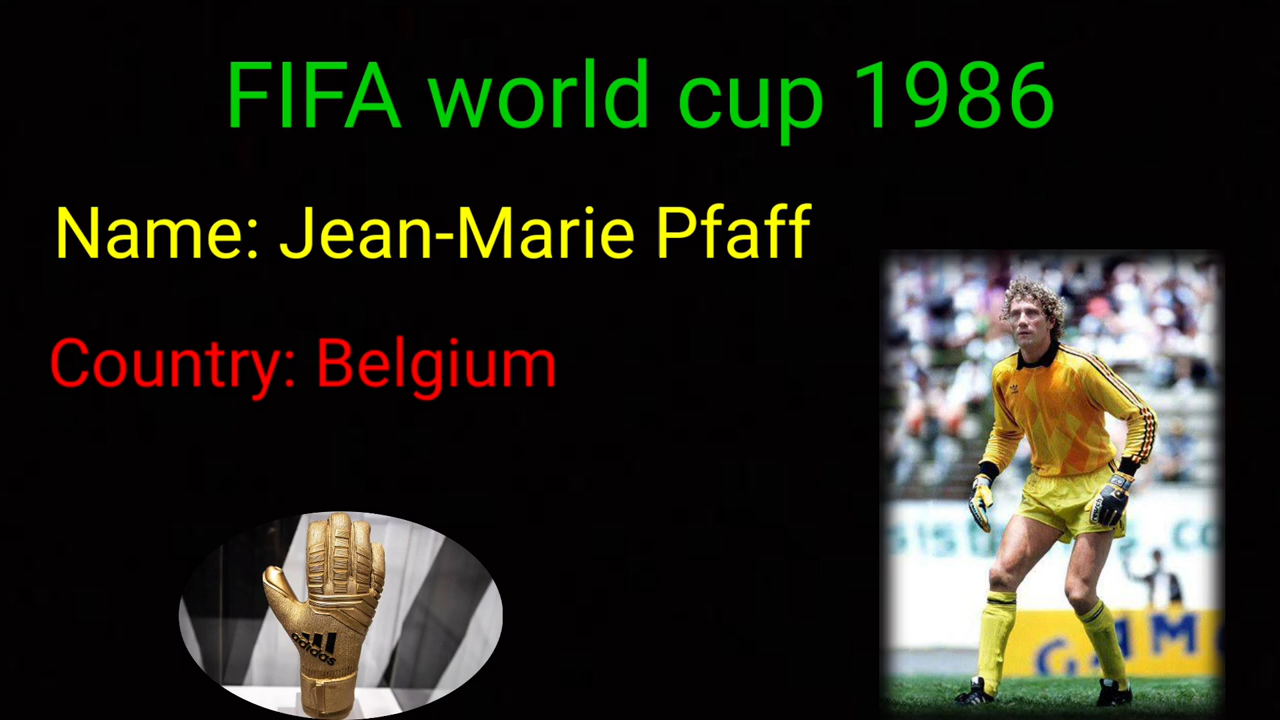 FIFA world cup 1986
Name: Jean-Marie Pfaff
Country: Belgium
adidas